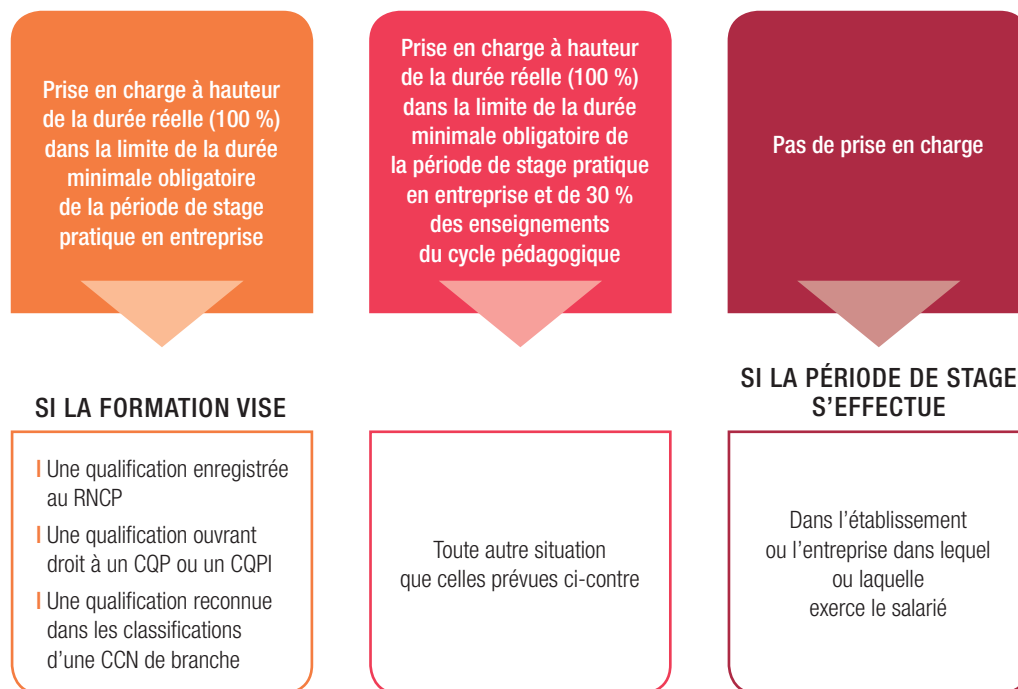 Prise en charge à hauteur
de la durée réelle (100 %)
dans la limite de la durée
minimale obligatoire
de la période de stage
pratique en entreprise
SI LA FORMATION VISE
I Une qualification enregistrée
au RNCP
I Une qualification ouvrant
droit à un CQP ou un CQPI
I Une qualification reconnue
dans les classifications
d’une CCN de branche
Prise en charge à hauteur
de la durée réelle (100 %)
dans la limite de la durée
minimale obligatoire de
la période de stage pratique
en entreprise et de 30 %
des enseignements
du cycle pédagogique
Toute autre situation
que celles prévues ci-contre
Pas de prise en charge
SI LA PÉRIODE DE STAGE
S’EFFECTUE
Dans l’établissement
ou l’entreprise dans lequel
ou laquelle
exerce le salarié